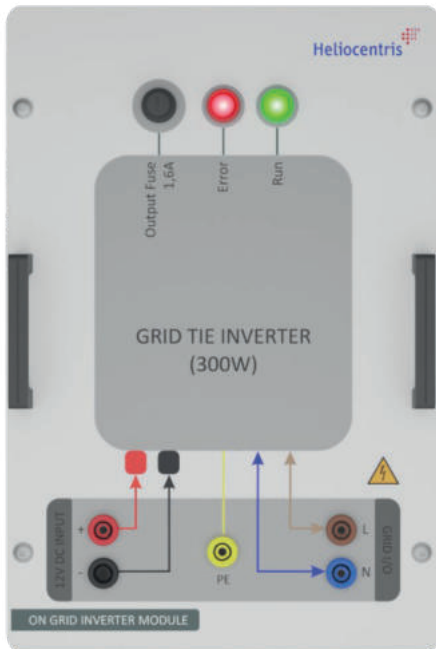 Heliocentris
Output Fuse
1,6A
Error
Run
GRID TIE INVERTER
(300W)
12V DC INPUT
+
-
PE
L
N
GRID I/O
ON GRID INVERTER MODULE